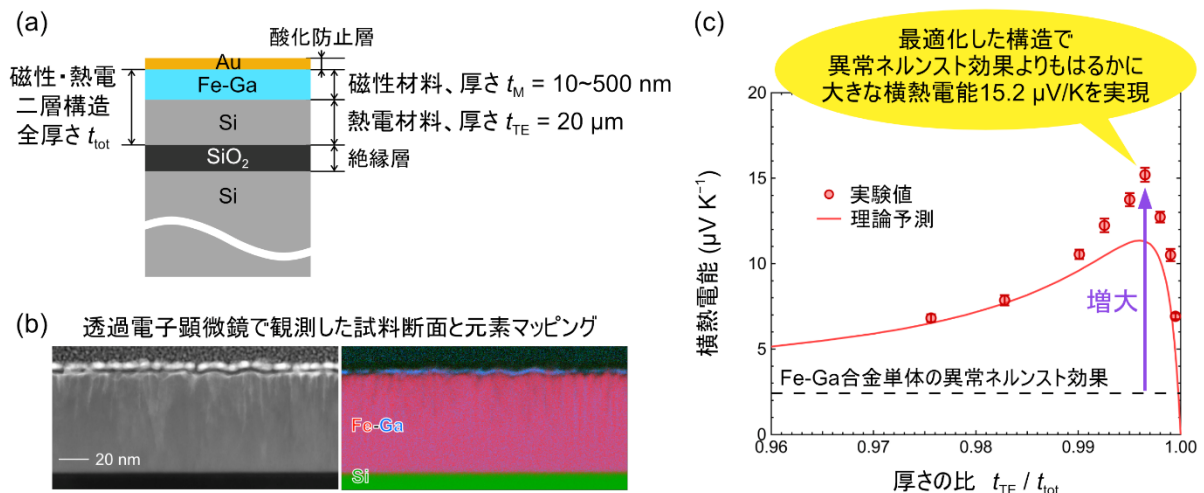 (a)
酸化防止層
Au
Fe-Ga
Si
SiO₂
Si
磁性・熱電
二層構造
全厚さ t_tot
磁性材料、厚さ t_M = 10~500 nm
熱電材料、厚さ t_TE = 20 μm
絶縁層
(b) 透過電子顕微鏡で観測した試料断面と元素マッピング
20 nm
Fe-Ga
Si
(c)
最適化した構造で
異常ネルンスト効果よりもはるかに
大きな横熱電能15.2 μV/Kを実現
横熱電能 (μV K⁻¹)
20
15
10
5
0
実験値
理論予測
増大
Fe-Ga合金単体の異常ネルンスト効果
0.96 0.97 0.98 0.99 1.00
厚さの比 t_TE / t_tot